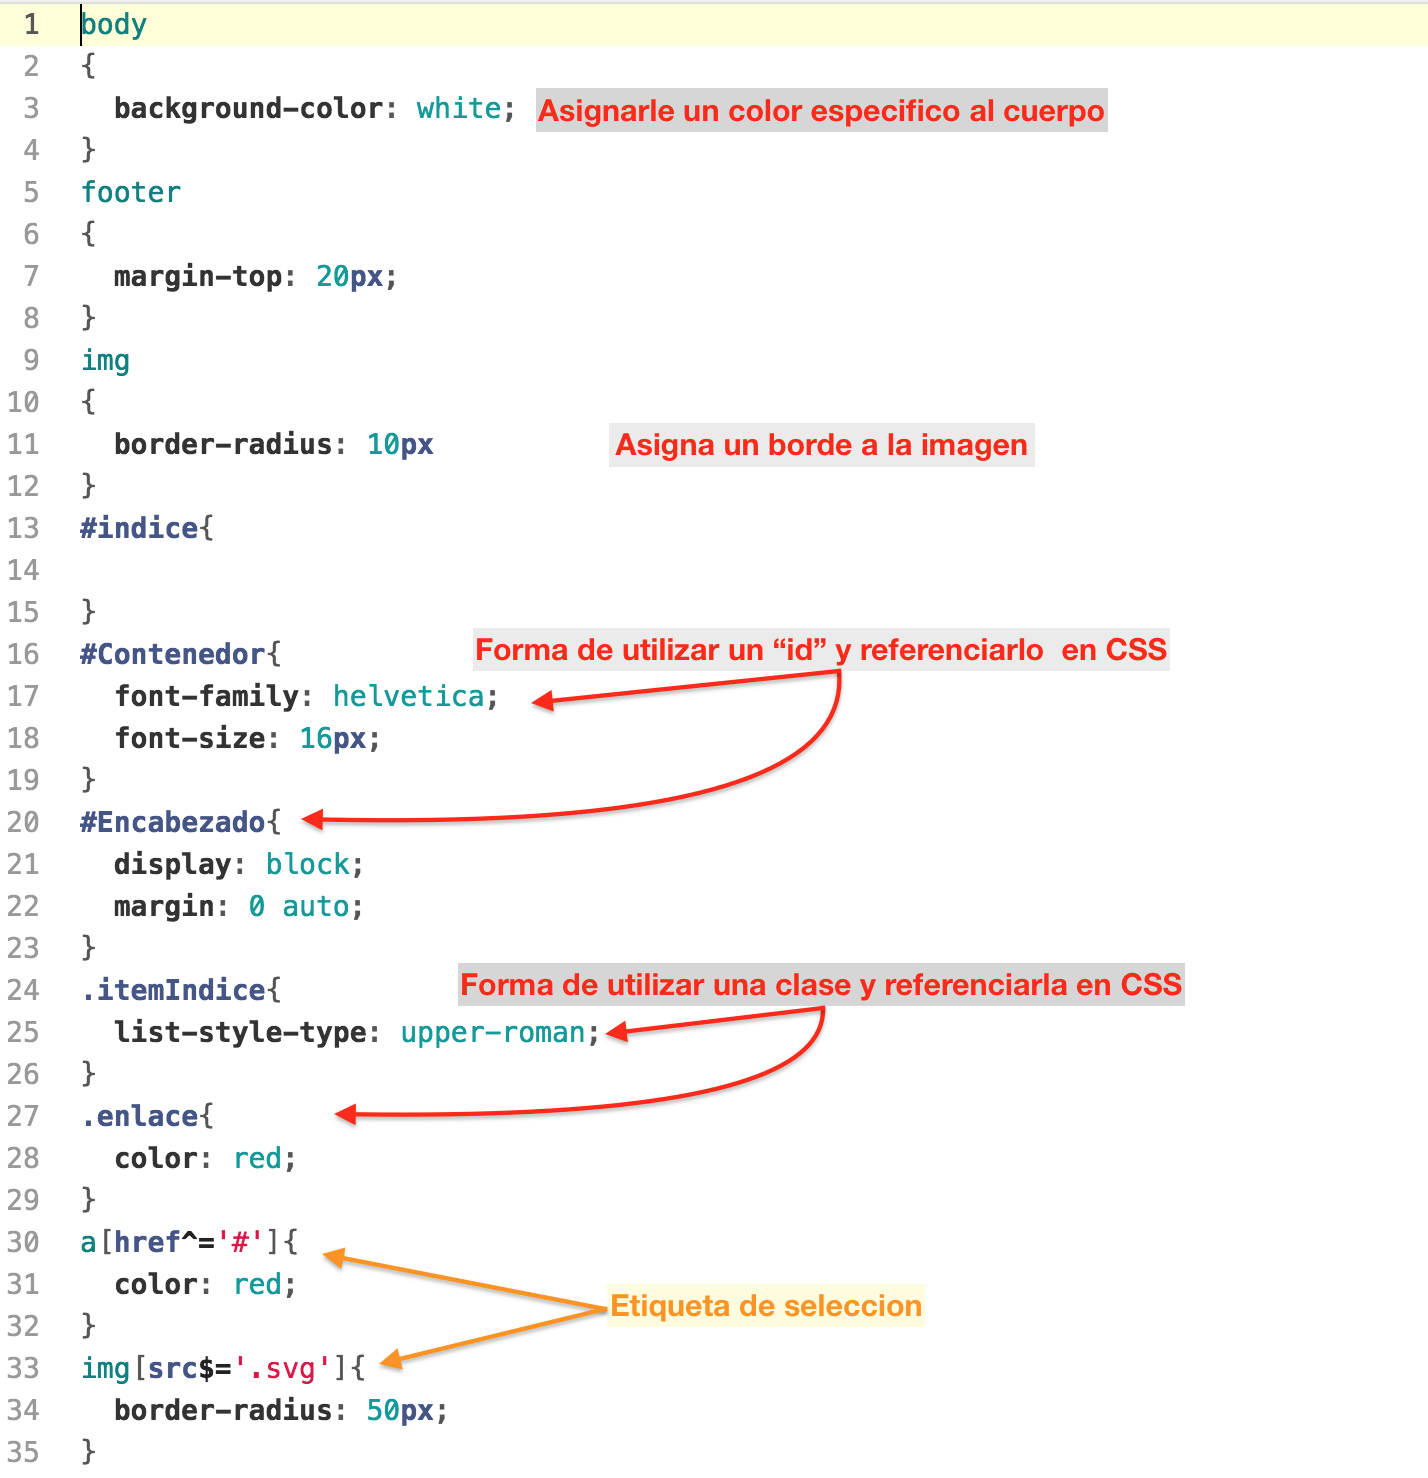 1 body
2 {
3 background-color: white; Asignarle un color especifico al cuerpo
4 }
5 footer
6 {
7 margin-top: 20px;
8 }
9 img
10 {
11 border-radius: 10px Asigna un borde a la imagen
12 }
13 #indice{
14
15 }
16 #Contenedor{ Forma de utilizar un “id” y referenciarlo en CSS
17 font-family: helvetica;
18 font-size: 16px;
19 }
20 #Encabezado{
21 display: block;
22 margin: 0 auto;
23 }
24 .itemIndice{ Forma de utilizar una clase y referenciarla en CSS
25 list-style-type: upper-roman;
26 }
27 .enlace{
28 color: red;
29 }
30 a[href^='#']{
31 color: red;
Etiqueta de seleccion
32 }
33 img[src$='.svg']{
34 border-radius: 50px;
35 }